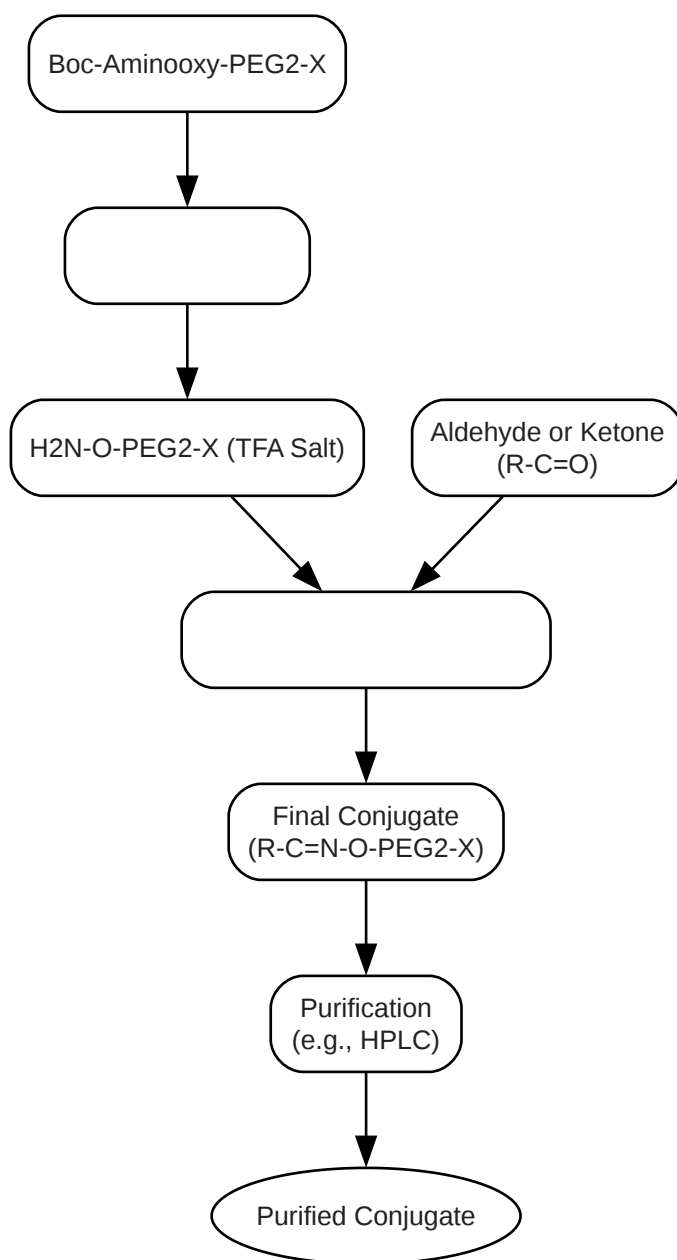 Boc-Aminooxy-PEG2-X
H2N-O-PEG2-X (TFA Salt)
Aldehyde or Ketone
(R-C=O)
Final Conjugate
(R-C=N-O-PEG2-X)
Purification
(e.g., HPLC)
Purified Conjugate